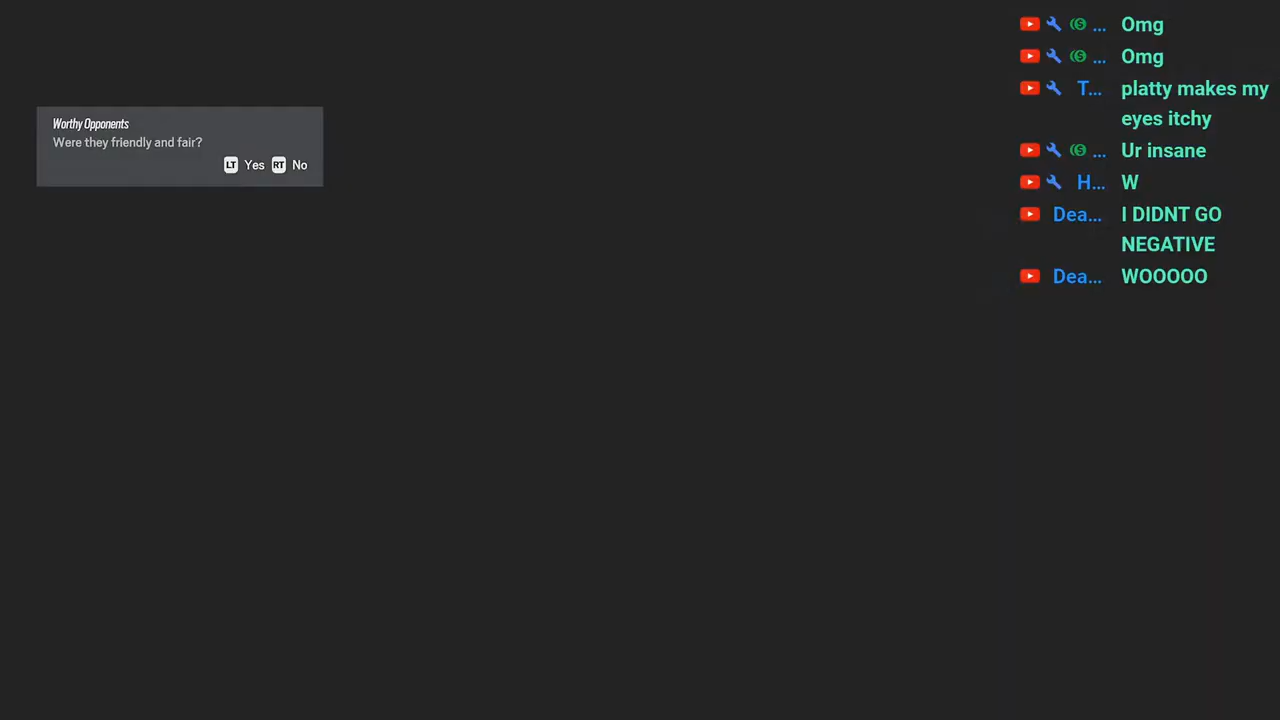 Worthy Opponents
Were they friendly and fair?
LT Yes RT No
... Omg
... Omg
T... platty makes my
eyes itchy
... Ur insane
H... W
Dea... I DIDNT GO
NEGATIVE
Dea... WOOOOO